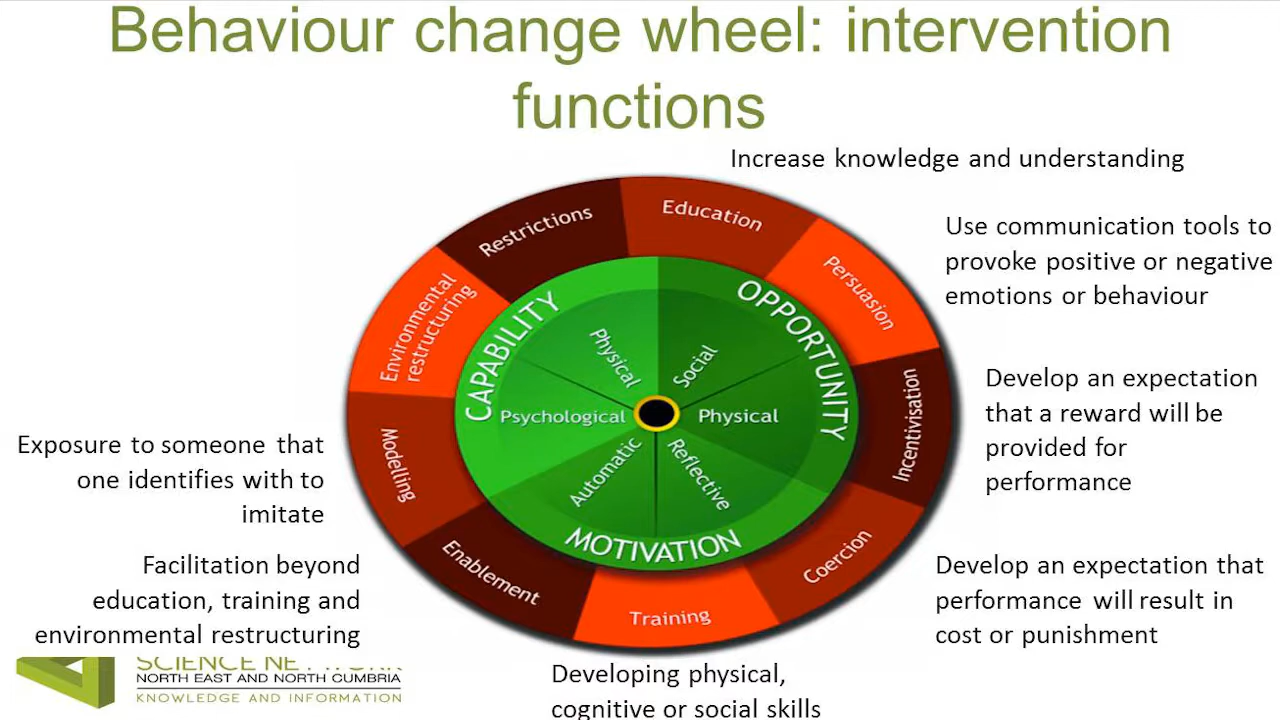 Behaviour change wheel: intervention
functions
Increase knowledge and understanding
Use communication tools to
provoke positive or negative
emotions or behaviour
Develop an expectation
that a reward will be
provided for
performance
Develop an expectation that
performance will result in
cost or punishment
Developing physical,
cognitive or social skills
Facilitation beyond
education, training and
environmental restructuring
Exposure to someone that
one identifies with to
imitate
Restrictions
Education
Persuasion
Incentivisation
Coercion
Training
Enablement
Modelling
Environmental
restructuring
CAPABILITY
OPPORTUNITY
MOTIVATION
Physical
Social
Psychological
Physical
Automatic
Reflective
SCIENCE NETWORK
NORTH EAST AND NORTH CUMBRIA
KNOWLEDGE AND INFORMATION